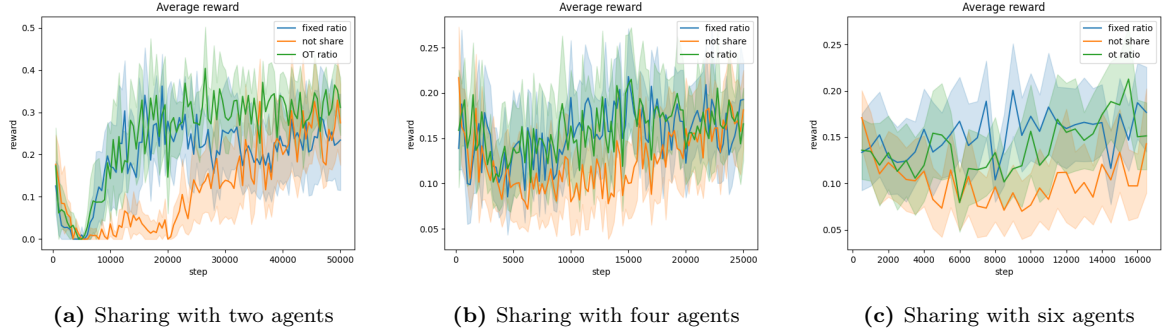 Average reward
0.5
0.4
0.3
0.2
0.1
0.0
reward
fixed ratio
not share
OT ratio
0
10000
20000
30000
40000
50000
step
(a) Sharing with two agents
Average reward
0.25
0.20
0.15
0.10
0.05
reward
fixed ratio
not share
ot ratio
0
5000
10000
15000
20000
25000
step
(b) Sharing with four agents
Average reward
0.25
0.20
0.15
0.10
0.05
reward
fixed ratio
not share
ot ratio
0
2000
4000
6000
8000
10000
12000
14000
16000
step
(c) Sharing with six agents